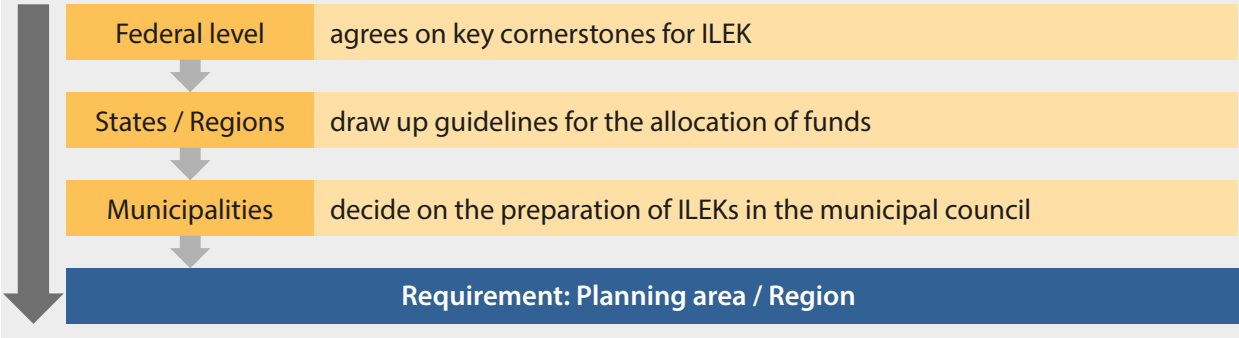 Federal level agrees on key cornerstones for ILEK
States / Regions draw up guidelines for the allocation of funds
Municipalities decide on the preparation of ILEKs in the municipal council
Requirement: Planning area / Region